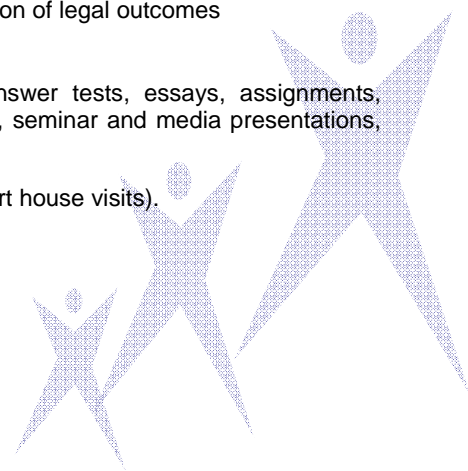 on of legal outcomes
nswer tests, essays, assignments,
, seminar and media presentations,
rt house visits).